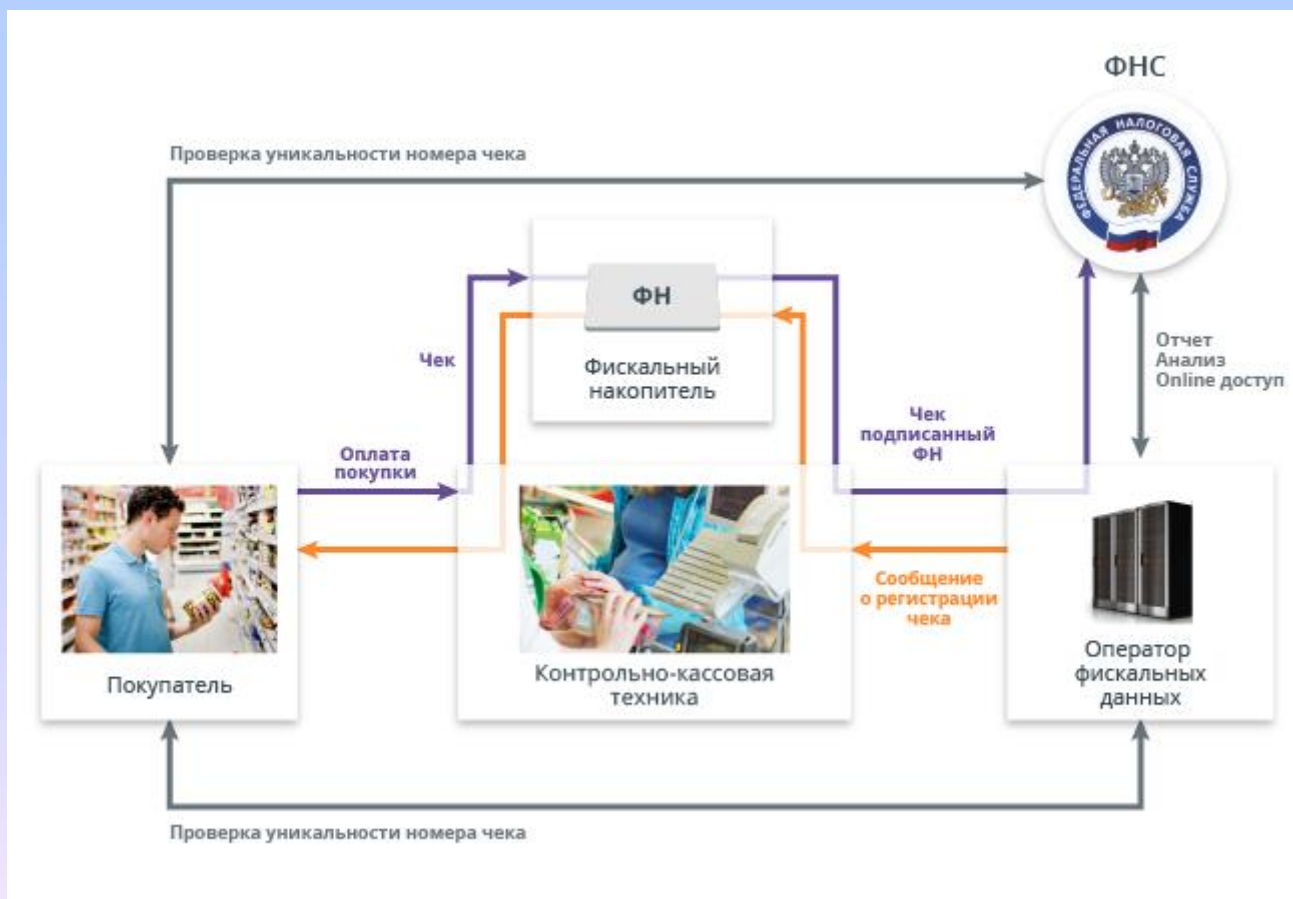 ФНС
ФЕДЕРАЛЬНАЯ НАЛОГОВАЯ СЛУЖБА
Проверка уникальности номера чека
ФН
Фискальный
накопитель
Чек
Отчет
Анализ
Online доступ
Чек
подписанный
ФН
Оплата
покупки
Сообщение
о регистрации
чека
Покупатель
Контрольно-кассовая
техника
Оператор
фискальных
данных
Проверка уникальности номера чека